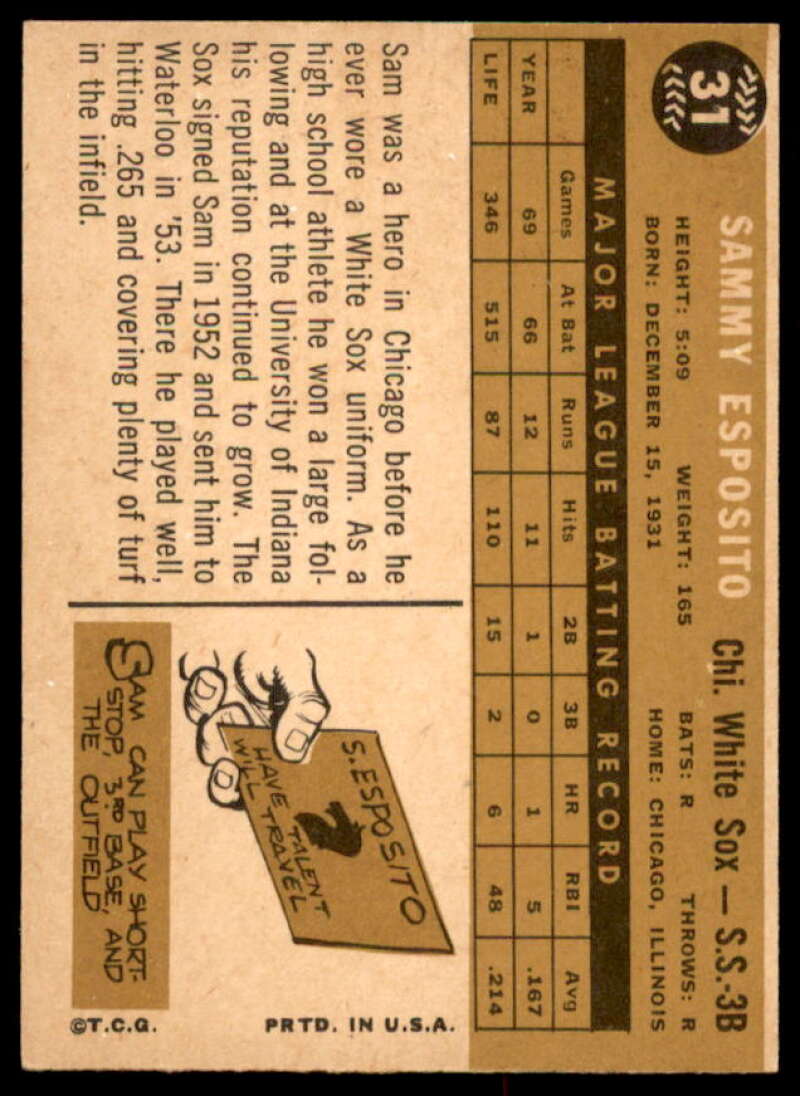 31
SAMMY ESPOSITO Chi. White Sox — S.S.-3B
HEIGHT: 5:09 WEIGHT: 165 BATS: R THROWS: R
BORN: DECEMBER 15, 1931 HOME: CHICAGO, ILLINOIS
MAJOR LEAGUE BATTING RECORD
Games At Bat Runs Hits 2B 3B HR RBI Avg
YEAR 69 66 12 11 1 0 1 5 .167
LIFE 346 515 87 110 15 2 6 48 .214
Sam was a hero in Chicago before he
ever wore a White Sox uniform. As a
high school athlete he won a large fol-
lowing and at the University of Indiana
his reputation continued to grow. The
Sox signed Sam in 1952 and sent him to
Waterloo in '53. There he played well,
hitting .265 and covering plenty of turf
in the infield.
S. ESPOSITO
HAVE TALENT
WILL TRAVEL
SAM CAN PLAY SHORT-
STOP, 3RD BASE, AND
THE OUTFIELD
©T.C.G. PRTD. IN U.S.A.